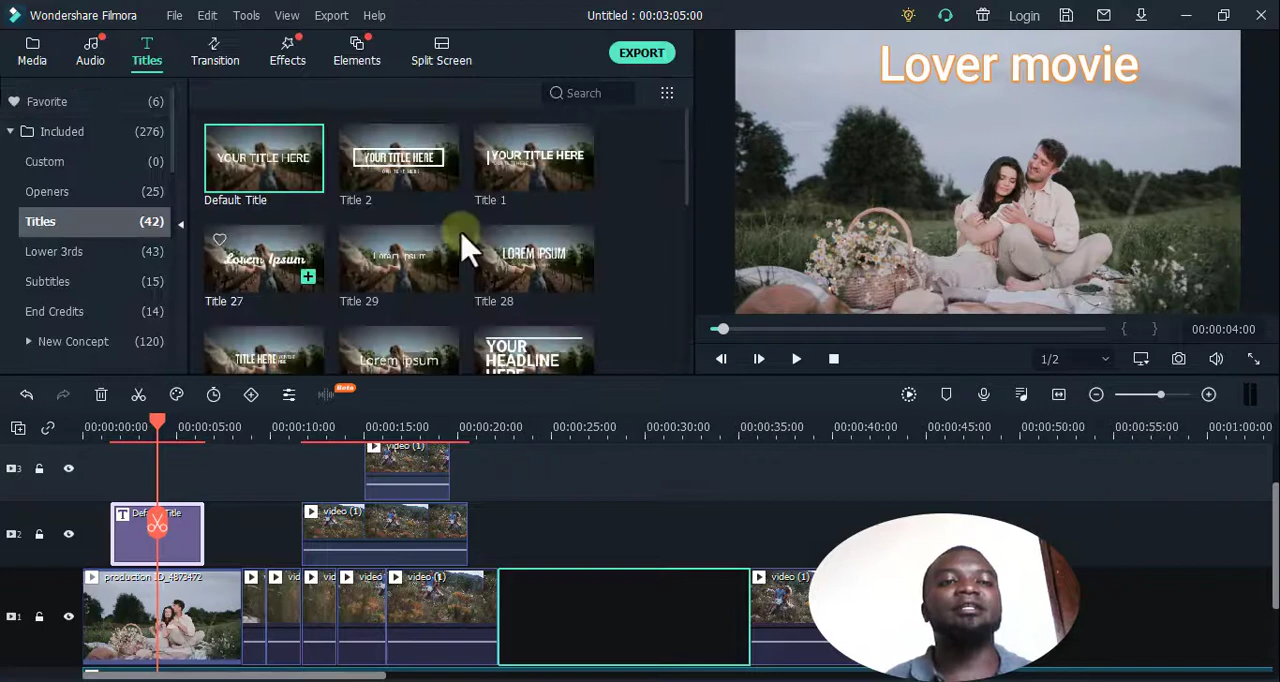 Wondershare Filmora File Edit Tools View Export Help Untitled : 00:03:05:00 Login
Media Audio Titles Transition Effects Elements Split Screen EXPORT
Lover movie
Favorite (6)
Search
Included (276)
Custom (0)
Openers (25)
Titles (42)
Lower 3rds (43)
Subtitles (15)
End Credits (14)
New Concept (120)
YOUR TITLE HERE
YOUR TITLE HERE
YOUR TITLE HERE
Default Title Title 2 Title 1
Lorem Ipsum
LOREM IPSUM
LOREM IPSUM
Title 27 Title 29 Title 28
TITLE HERE
Lorem Ipsum
YOUR
HEADLINE
HERE
00:00:04:00
1/2
Beta
00:00:00:00 00:00:05:00 00:00:10:00 00:00:15:00 00:00:20:00 00:00:25:00 00:00:30:00 00:00:35:00 00:00:40:00 00:00:45:00 00:00:50:00 00:00:55:00 00:01:00:00
3 video (1)
2 T Title video (1)
1 production ID_4873472 vid vid video video (1) video (1)